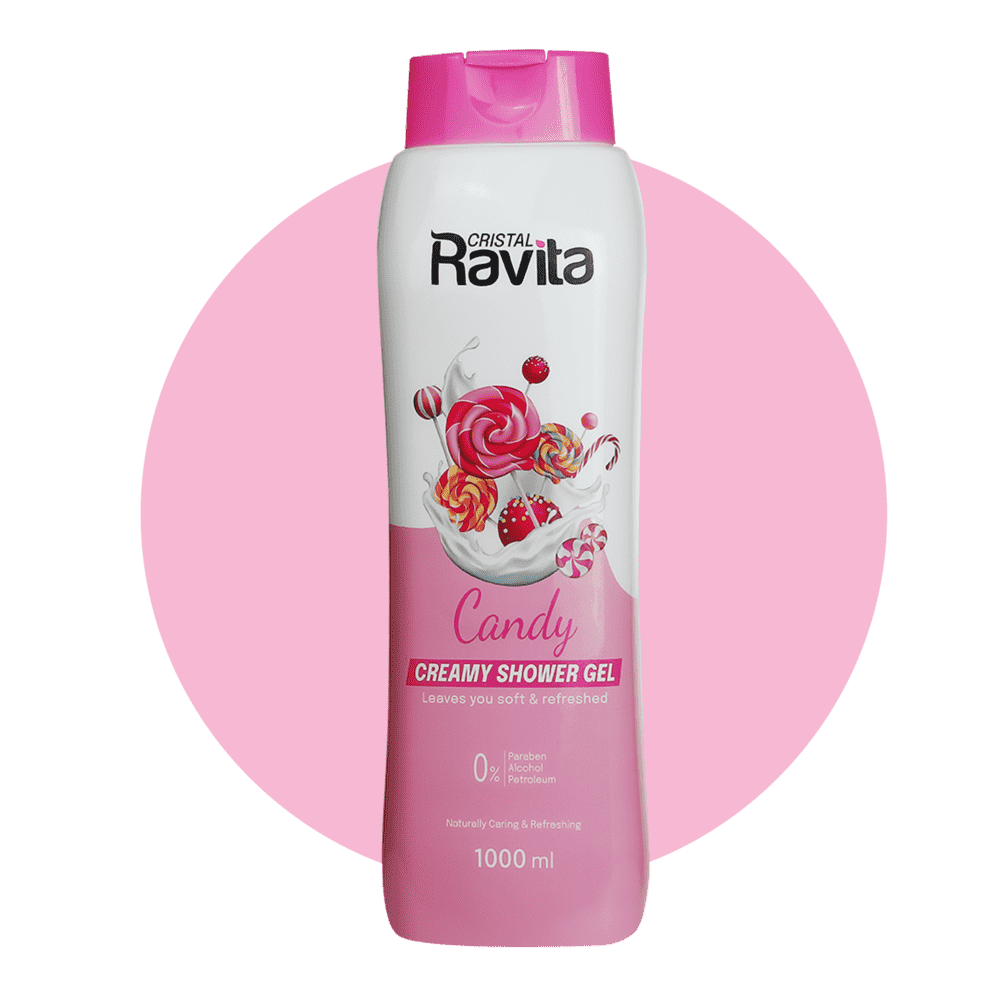 CRISTAL
Ravita
Candy
CREAMY SHOWER GEL
Leaves you soft & refreshed
0%
Paraben
Alcohol
Petroleum
Naturally Caring & Refreshing
1000 ml